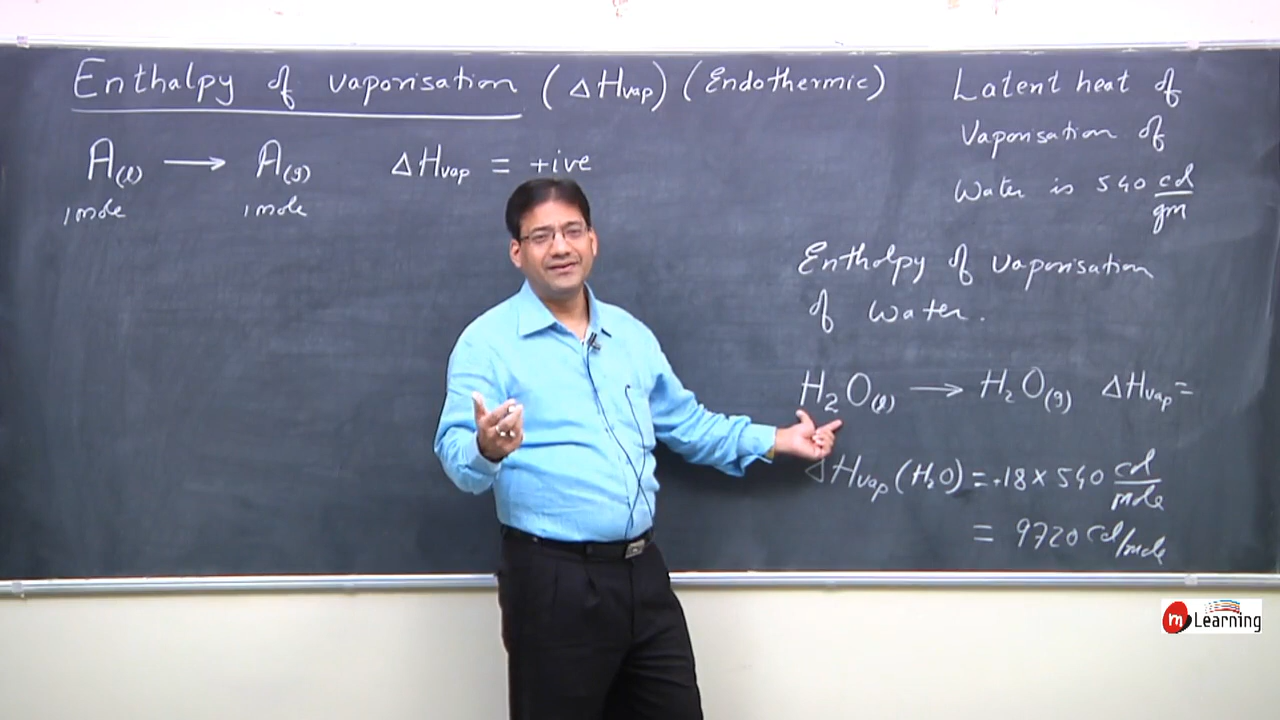 Enthalpy of vaporisation (ΔHvap) (Endothermic)
A(l) → A(g) ΔHvap = +ive
1 mole 1 mole
Latent heat of
Vaporisation of
Water is 540 cal/gm
Enthalpy of vaporisation
of Water.
H₂O(l) → H₂O(g) ΔHvap =
ΔHvap (H₂O) = +18 × 540 cal/mole
= 9720 cal/mole
m Learning